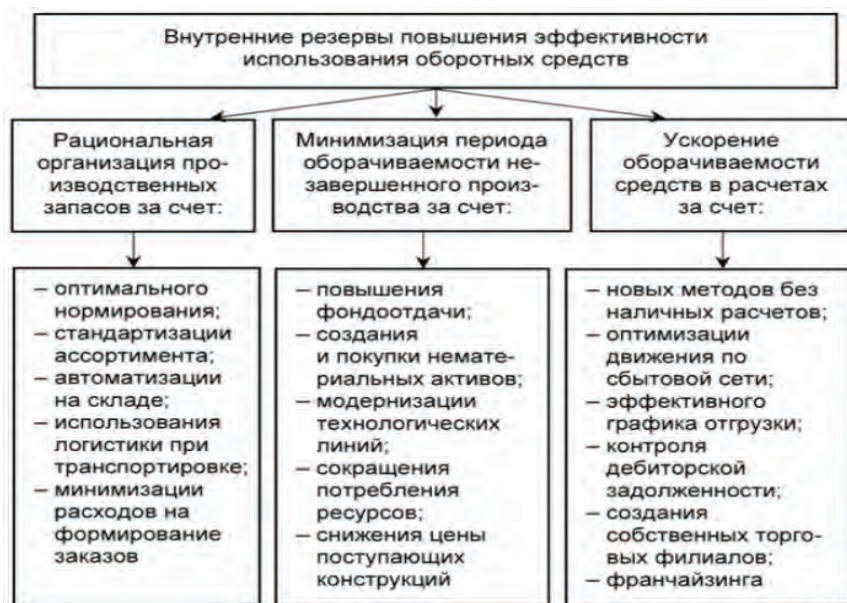 Внутренние резервы повышения эффективности
использования оборотных средств
Рациональная
организация про-
изводственных
запасов за счет:
Минимизация периода
оборачиваемости не-
завершенного произ-
водства за счет:
Ускорение
оборачиваемости
средств в расчетах
за счет:
– оптимального
нормирования;
– стандартизации
ассортимента;
– автоматизации
на складе;
– использования
логистики при
транспортировке;
– минимизации
расходов на
формирование
заказов
– повышения
фондоотдачи;
– создания
и покупки немате-
риальных активов;
– модернизации
технологических
линий;
– сокращения
потребления
ресурсов;
– снижения цены
поступающих
конструкций
– новых методов без
наличных расчетов;
– оптимизации
движения по
сбытовой сети;
– эффективного
графика отгрузки;
– контроля
дебиторской
задолженности;
– создания
собственных торго-
вых филиалов;
– франчайзинга